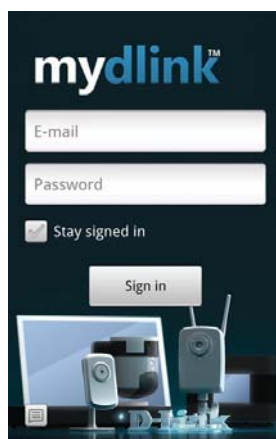 mydlink™
E-mail
Password
Stay signed in
Sign in
D-Link